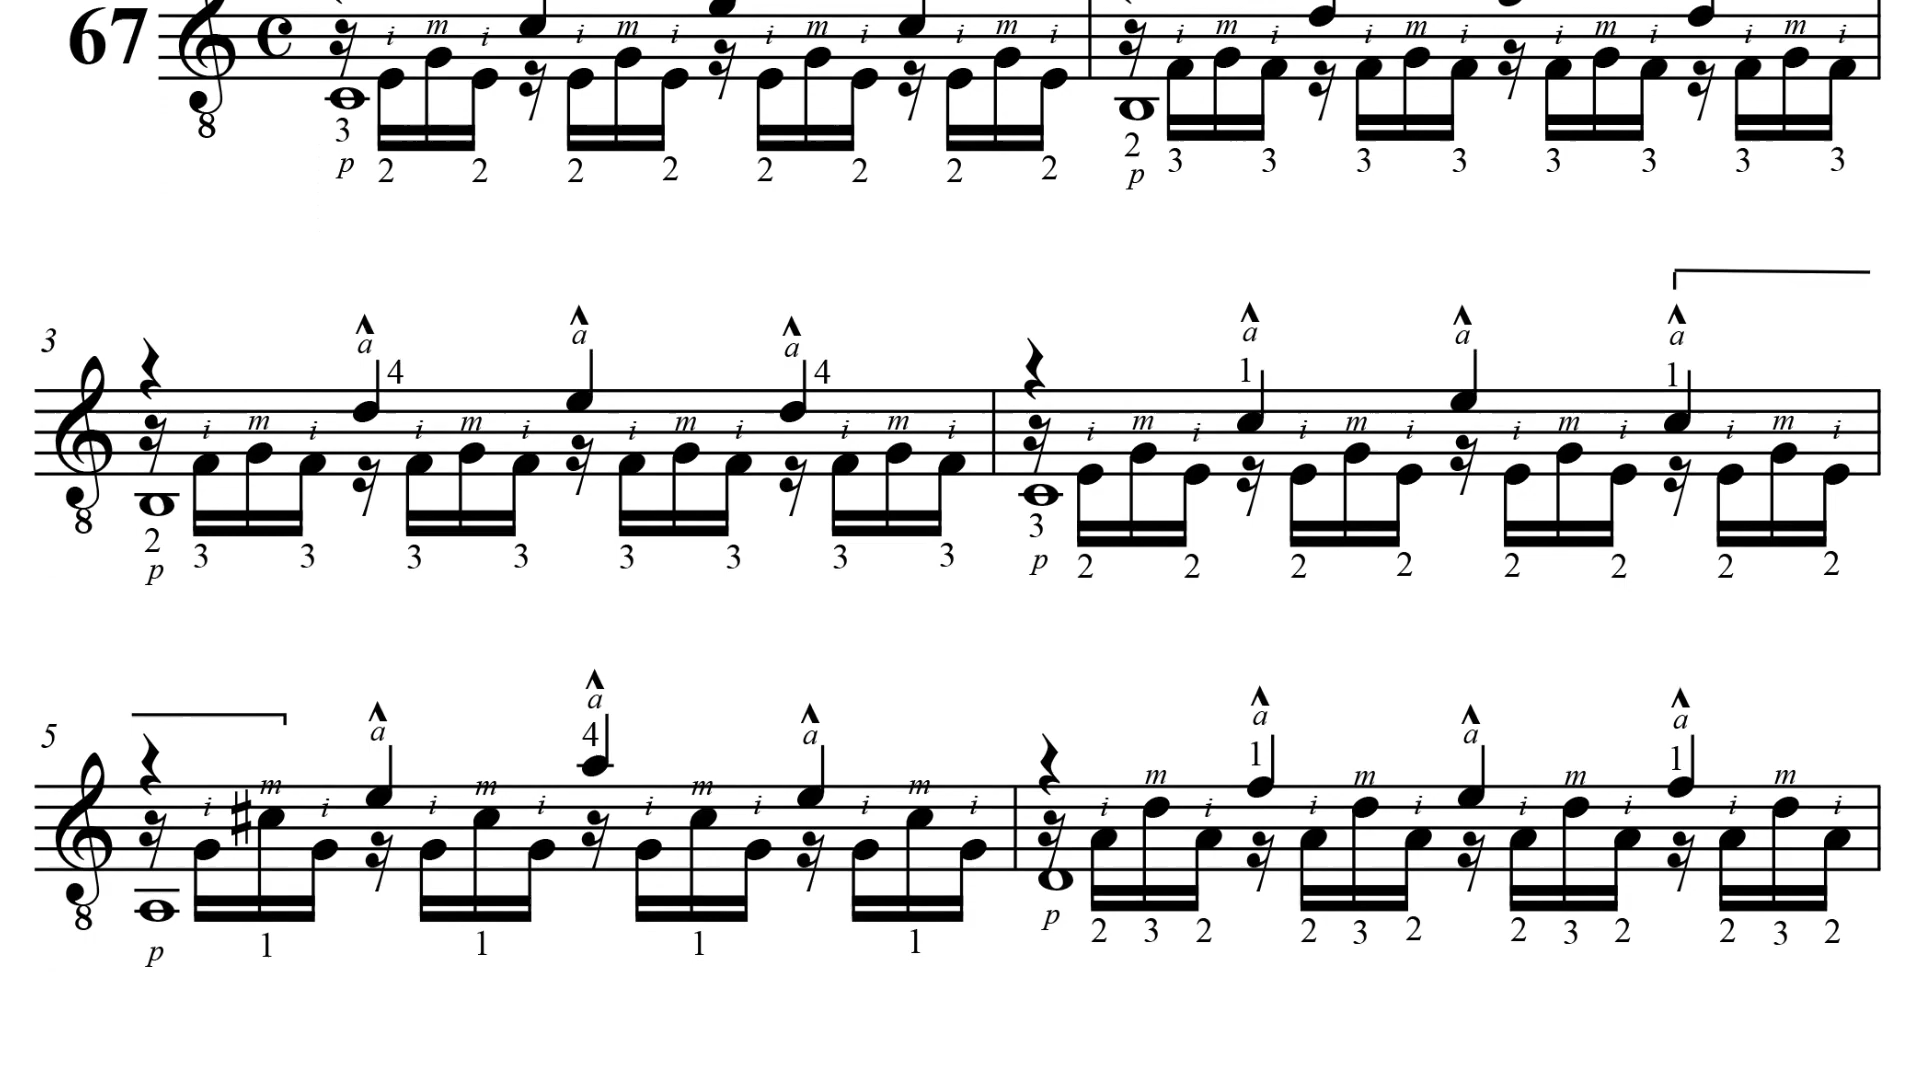 67
i m i i m i i m i i m i i m i i m i i m i i m i
8
3 2
p 2 2 2 2 2 2 2 2 p 3 3 3 3 3 3 3 3
3
a a a a a a
4 4 1 1
i m i i m i i m i i m i i m i i m i i m i i m i
8
2 3 3 3 3 3 3 3 3 3 2 2 2 2 2 2 2 2
p p
5
a a a a a a
4 1 1
i m i i m i i m i i m i i m i i m i i m i i m i
8
p 1 1 1 1 p 2 3 2 2 3 2 2 3 2 2 3 2